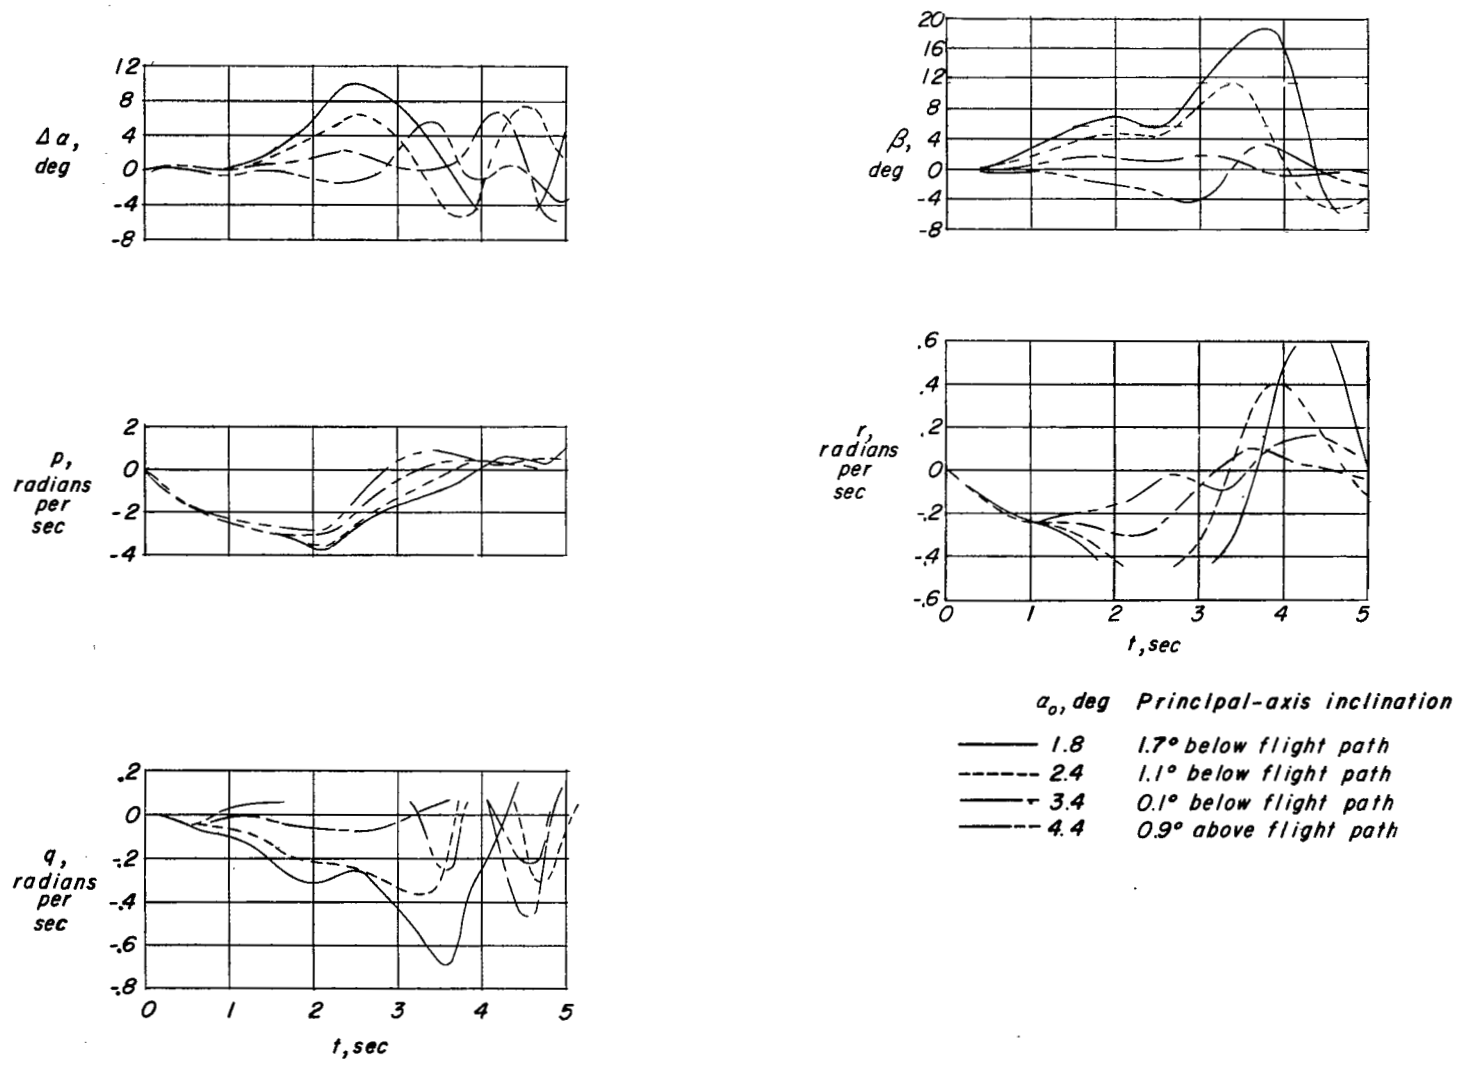 12
8
4
0
-4
-8
Δα,
deg
20
16
12
8
4
0
-4
-8
β,
deg
2
0
-2
-4
p,
radians
per
sec
.6
.4
.2
0
-.2
-.4
-.6
r,
radians
per
sec
0 1 2 3 4 5
t, sec
.2
0
-.2
-.4
-.6
-.8
q,
radians
per
sec
0 1 2 3 4 5
t, sec
α₀, deg Principal-axis inclination
1.8 1.7° below flight path
2.4 1.1° below flight path
3.4 0.1° below flight path
4.4 0.9° above flight path